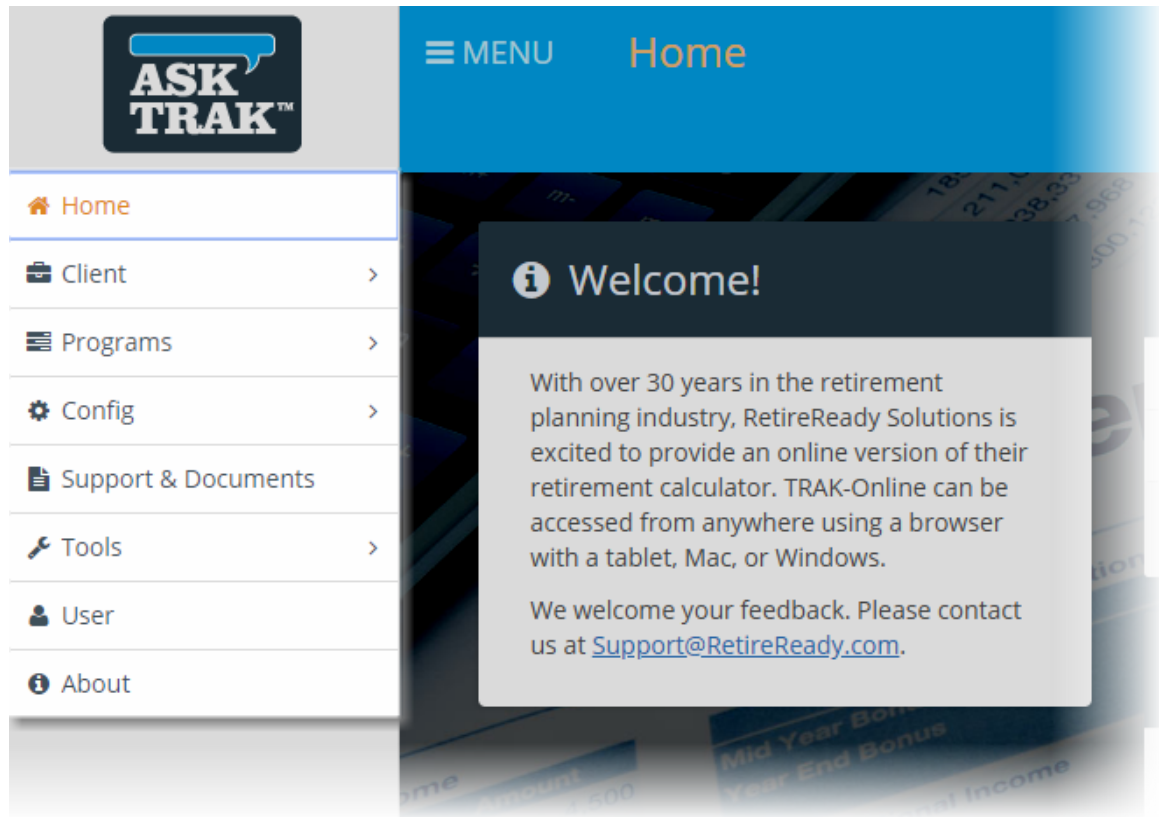 ASK
TRAK™
MENU
Home
Home
Client
Programs
Config
Support & Documents
Tools
User
About
Welcome!
With over 30 years in the retirement
planning industry, RetireReady Solutions is
excited to provide an online version of their
retirement calculator. TRAK-Online can be
accessed from anywhere using a browser
with a tablet, Mac, or Windows.
We welcome your feedback. Please contact
us at Support@RetireReady.com.
m-
211,0
Mid Year Bonus
Year End Bonus
Amount